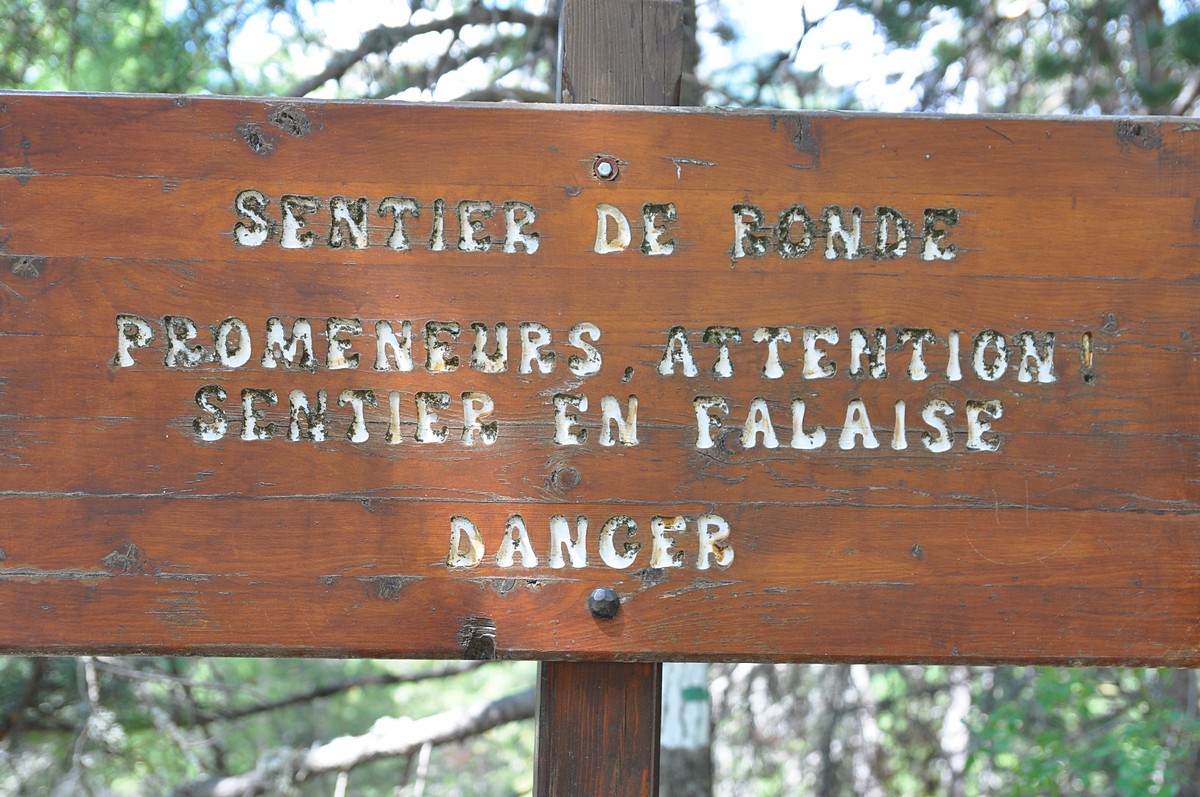 SENTIER DE RONDE
PROMENEURS, ATTENTION !
SENTIER EN FALAISE
DANGER